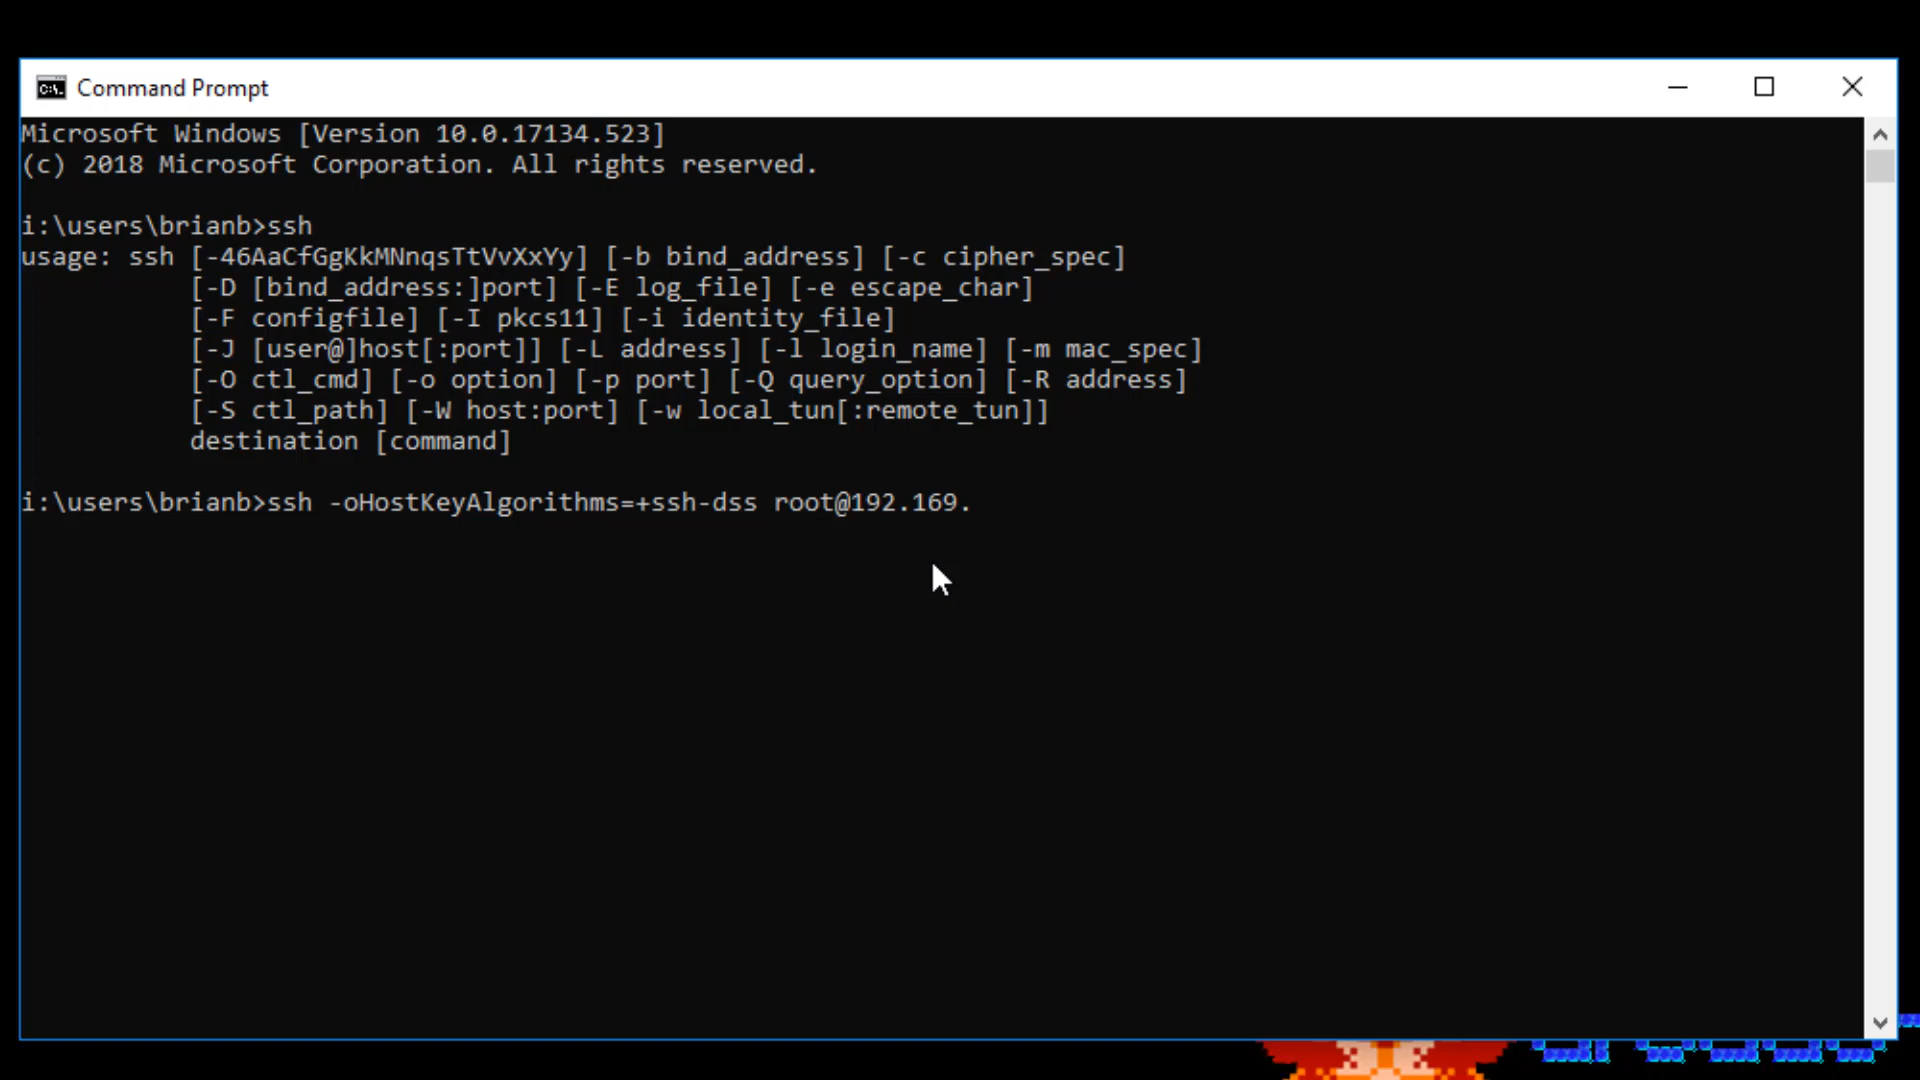 Command Prompt
Microsoft Windows [Version 10.0.17134.523]
(c) 2018 Microsoft Corporation. All rights reserved.
i:\users\brianb>ssh
usage: ssh [-46AaCfGgKkMNnqsTtVvXxYy] [-b bind_address] [-c cipher_spec]
           [-D [bind_address:]port] [-E log_file] [-e escape_char]
           [-F configfile] [-I pkcs11] [-i identity_file]
           [-J [user@]host[:port]] [-L address] [-l login_name] [-m mac_spec]
           [-O ctl_cmd] [-o option] [-p port] [-Q query_option] [-R address]
           [-S ctl_path] [-W host:port] [-w local_tun[:remote_tun]]
           destination [command]
i:\users\brianb>ssh -oHostKeyAlgorithms=+ssh-dss root@192.169.